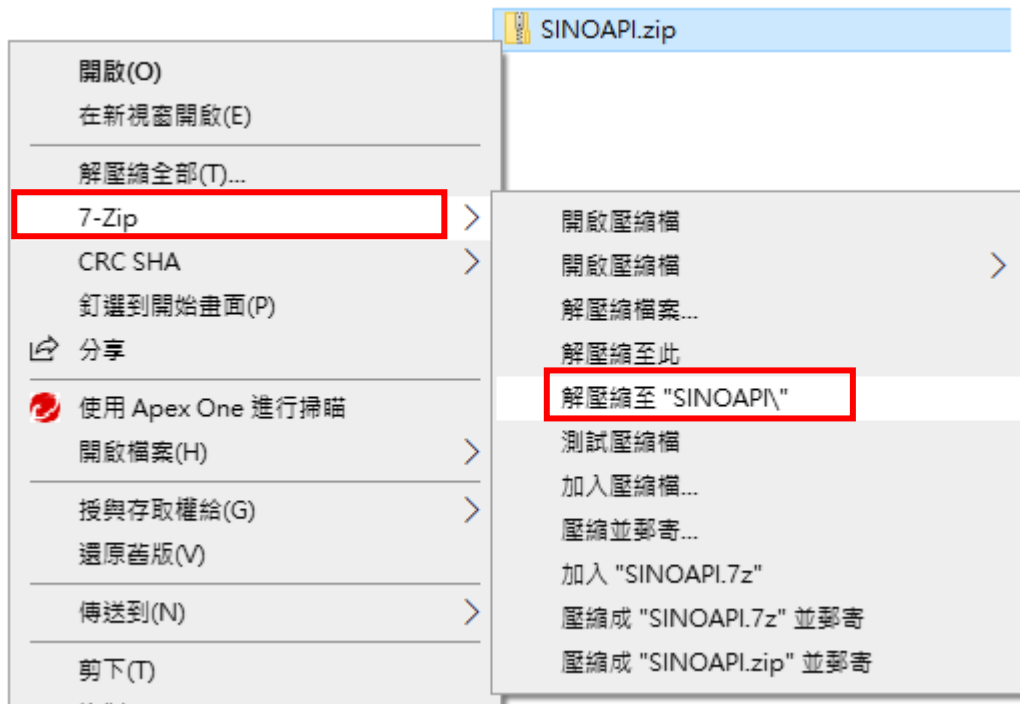 SINOAPI.zip
開啟(O)
在新視窗開啟(E)
解壓縮全部(T)...
7-Zip
CRC SHA
釘選到開始畫面(P)
分享
使用 Apex One 進行掃瞄
開啟檔案(H)
授與存取權給(G)
還原舊版(V)
傳送到(N)
剪下(T)
開啟壓縮檔
開啟壓縮檔
解壓縮檔案...
解壓縮至此
解壓縮至 "SINOAPI\"
測試壓縮檔
加入壓縮檔...
壓縮並郵寄...
加入 "SINOAPI.7z"
壓縮成 "SINOAPI.7z" 並郵寄
壓縮成 "SINOAPI.zip" 並郵寄